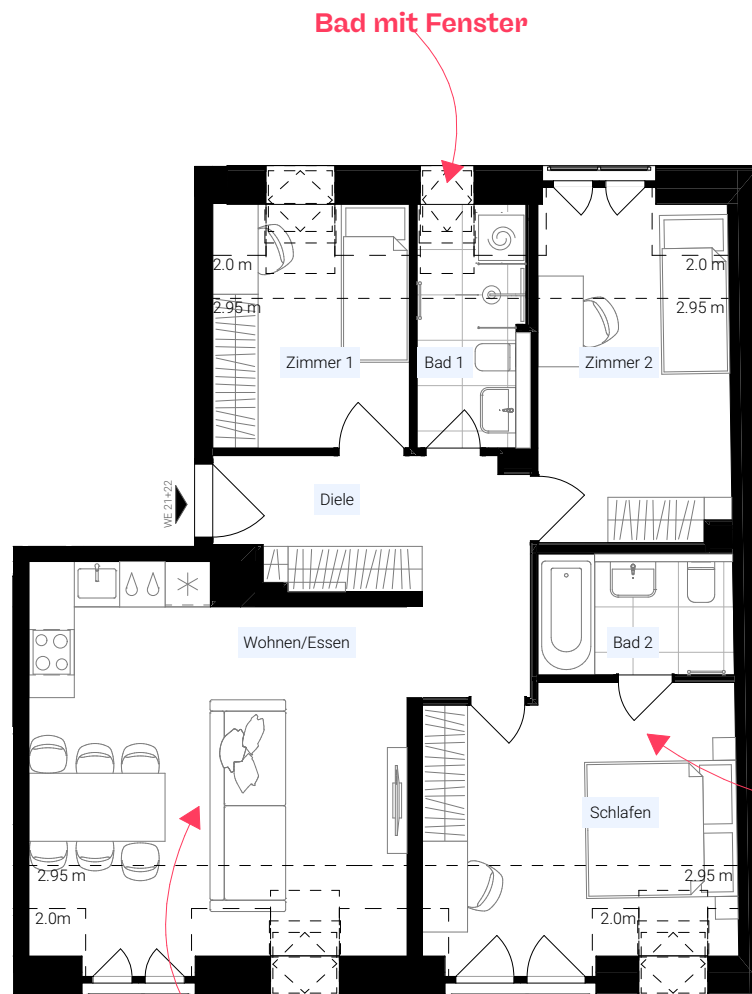 Bad mit Fenster
2.0 m
2.0 m
2.95 m
2.95 m
Zimmer 1
Bad 1
Zimmer 2
WE 21+22
Diele
Wohnen/Essen
Bad 2
Schlafen
2.95 m
2.95 m
2.0m
2.0m